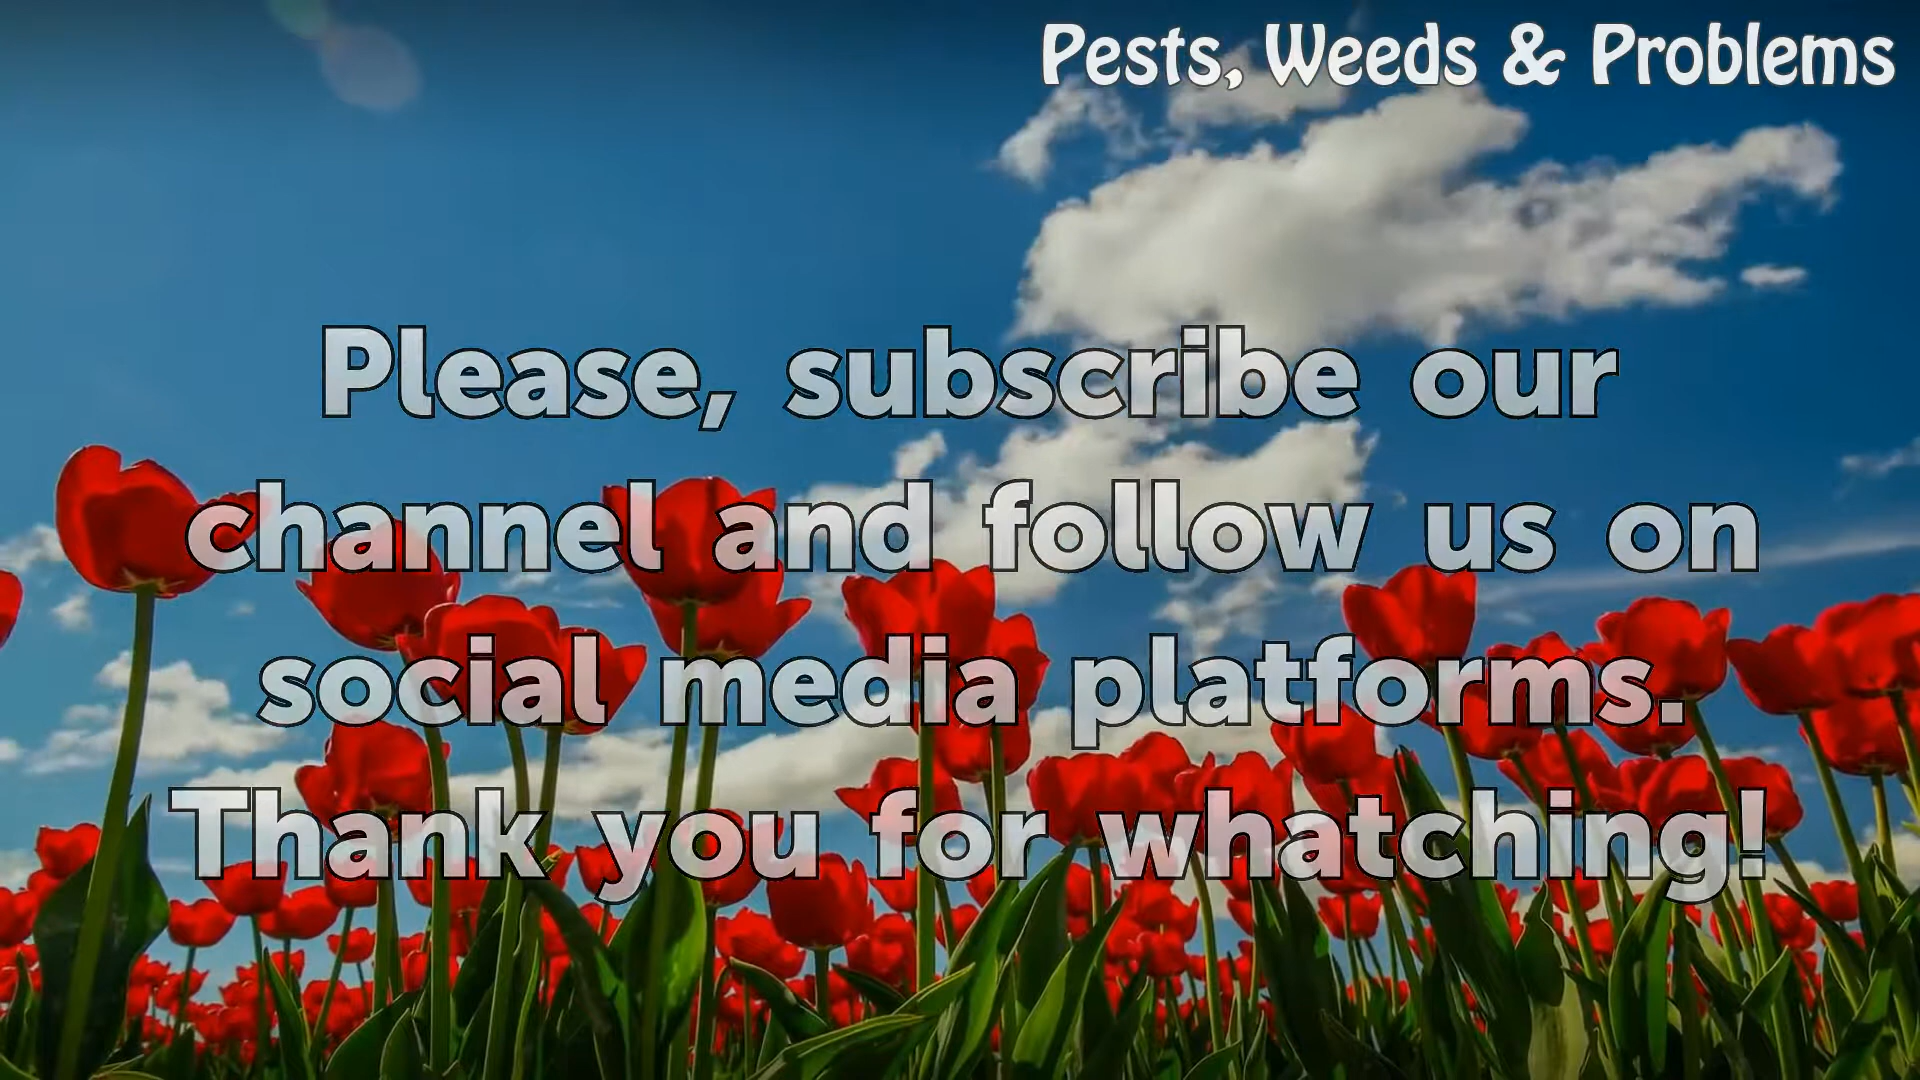 Pests, Weeds & Problems
Please, subscribe our
channel and follow us on
social media platforms.
Thank you for whatching!